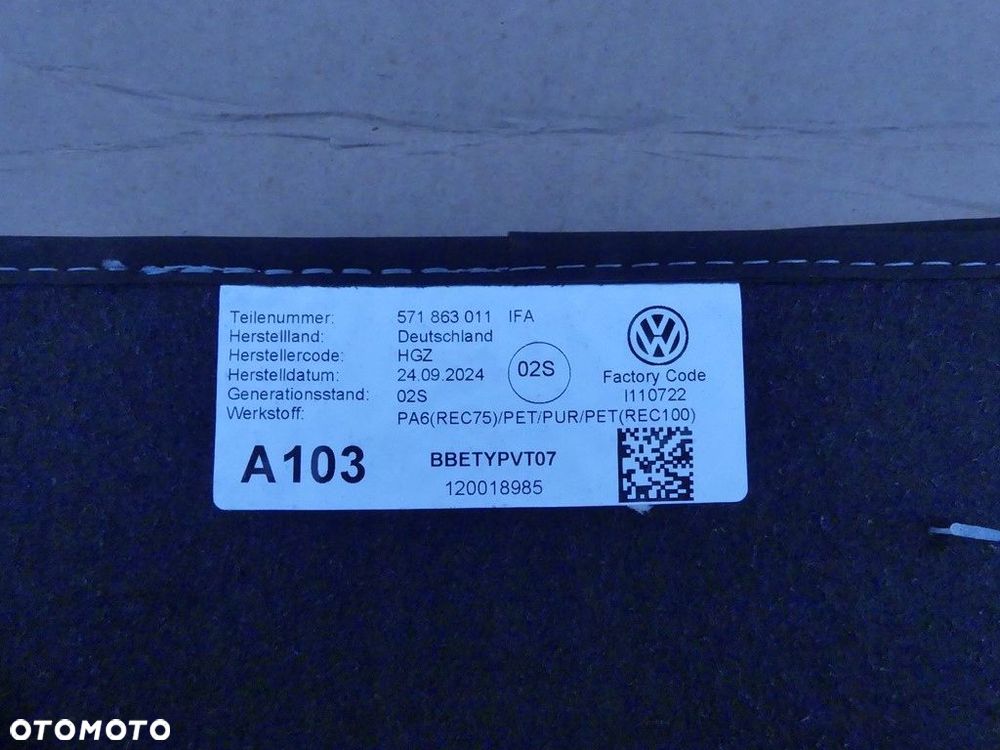 Teilenummer: 571 863 011 IFA
Herstellland: Deutschland
Herstellercode: HGZ
Herstelldatum: 24.09.2024
Generationsstand: 02S
Werkstoff: PA6(REC75)/PET/PUR/PET(REC100)
02S
Factory Code
I110722
A103
BBETYPVT07
120018985
OTOMOTO